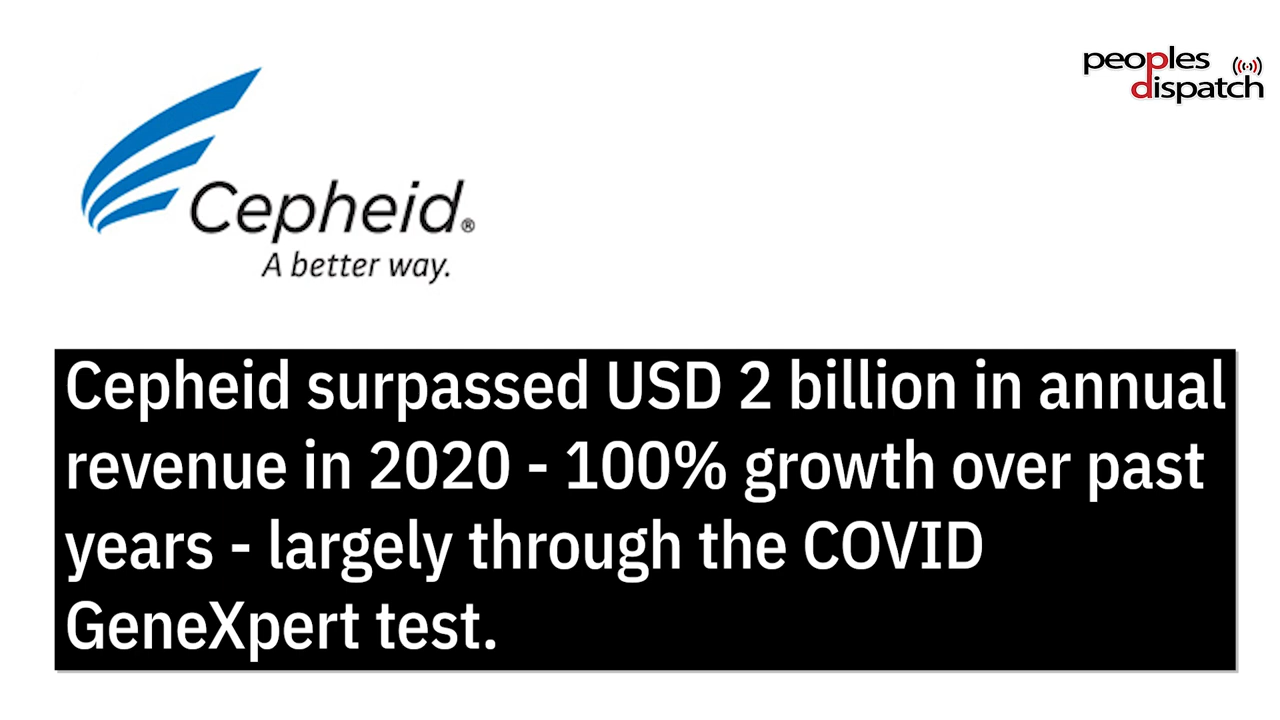 peoples
dispatch
Cepheid®
A better way.
Cepheid surpassed USD 2 billion in annual
revenue in 2020 - 100% growth over past
years - largely through the COVID
GeneXpert test.